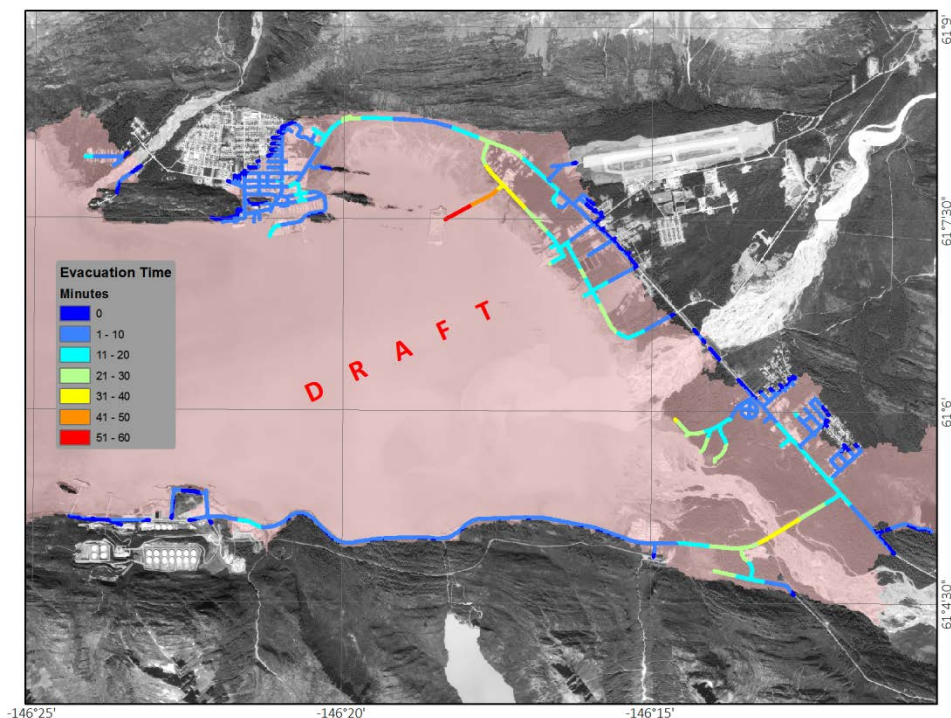 61°9'
61°7'30"
Evacuation Time
Minutes
0
1 - 10
11 - 20
21 - 30
31 - 40
41 - 50
51 - 60
DRAFT
61°6'
61°4'30"
-146°25'
-146°20'
-146°15'